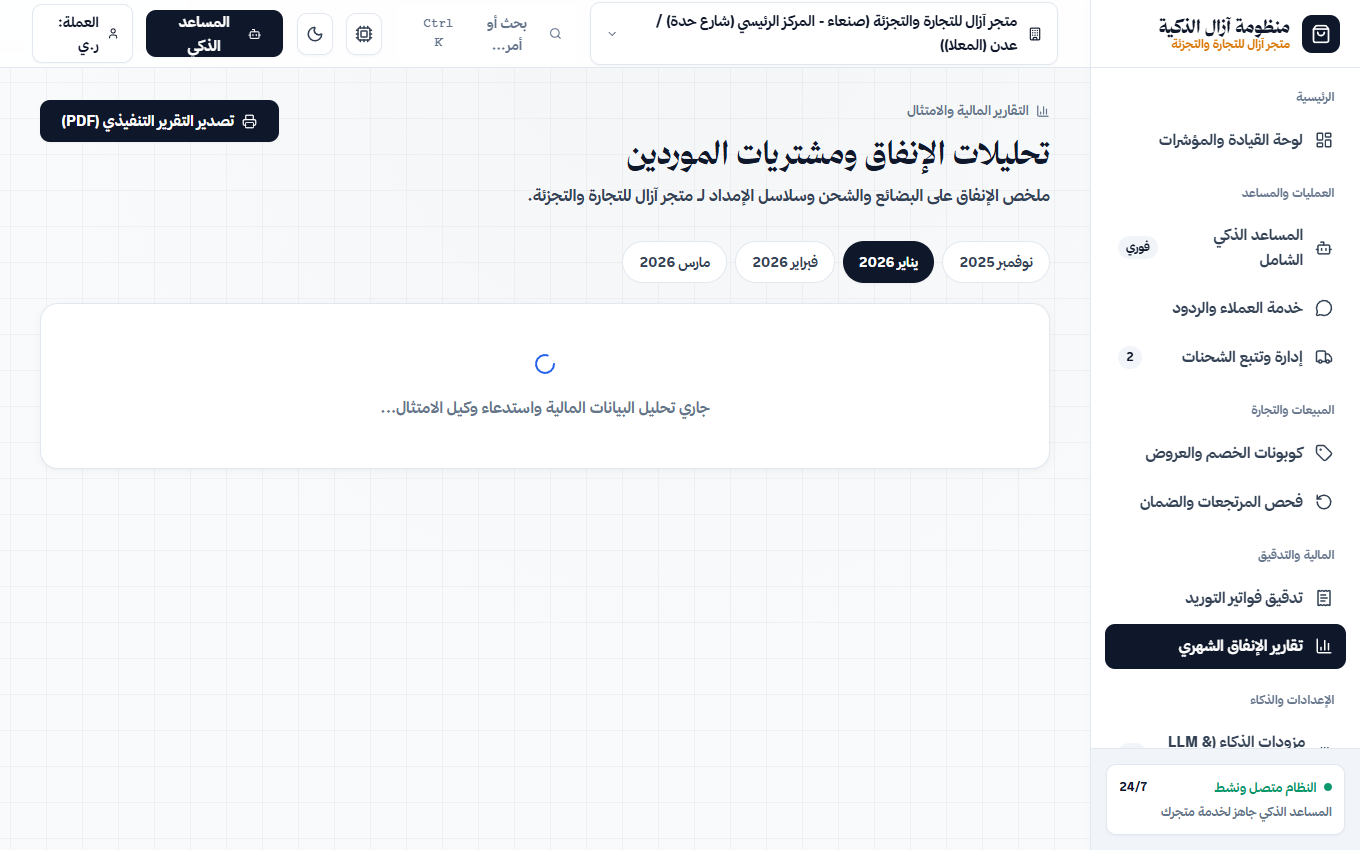 منظومة آزال الذكية
متجر آزال للتجارة والتجزئة
متجر آزال للتجارة والتجزئة (صنعاء - المركز الرئيسي (شارع حدة) /
عدن (المعلا))
بحث أو
أمر...
Ctrl
K
المساعد
الذكي
العملة:
ر.ي
الرئيسية
لوحة القيادة والمؤشرات
العمليات والمساعد
المساعد الذكي
الشامل
فوري
خدمة العملاء والردود
إدارة وتتبع الشحنات
2
المبيعات والتجارة
كوبونات الخصم والعروض
فحص المرتجعات والضمان
المالية والتدقيق
تدقيق فواتير التوريد
تقارير الإنفاق الشهري
الإعدادات والذكاء
مزودات الذكاء (& LLM
النظام متصل ونشط
24/7
المساعد الذكي جاهز لخدمة متجرك
التقارير المالية والامتثال
تحليلات الإنفاق ومشتريات الموردين
ملخص الإنفاق على البضائع والشحن وسلاسل الإمداد لـ متجر آزال للتجارة والتجزئة.
تصدير التقرير التنفيذي (PDF)
نوفمبر 2025
يناير 2026
فبراير 2026
مارس 2026
جاري تحليل البيانات المالية واستدعاء وكيل الامتثال...